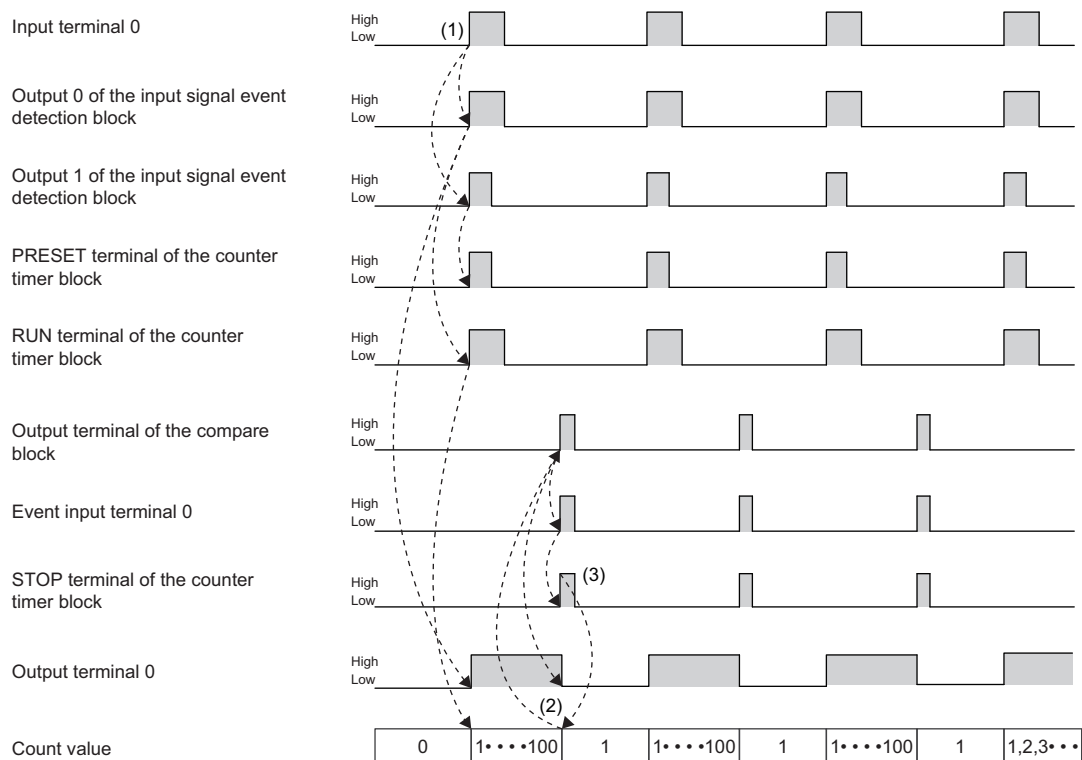 Input terminal 0
High
Low
(1)
Output 0 of the input signal event
detection block
High
Low
Output 1 of the input signal event
detection block
High
Low
PRESET terminal of the counter
timer block
High
Low
RUN terminal of the counter
timer block
High
Low
Output terminal of the compare
block
High
Low
Event input terminal 0
High
Low
STOP terminal of the counter
timer block
High
Low
(3)
Output terminal 0
High
Low
(2)
Count value
0 1••••100 1 1••••100 1 1••••100 1 1,2,3•••